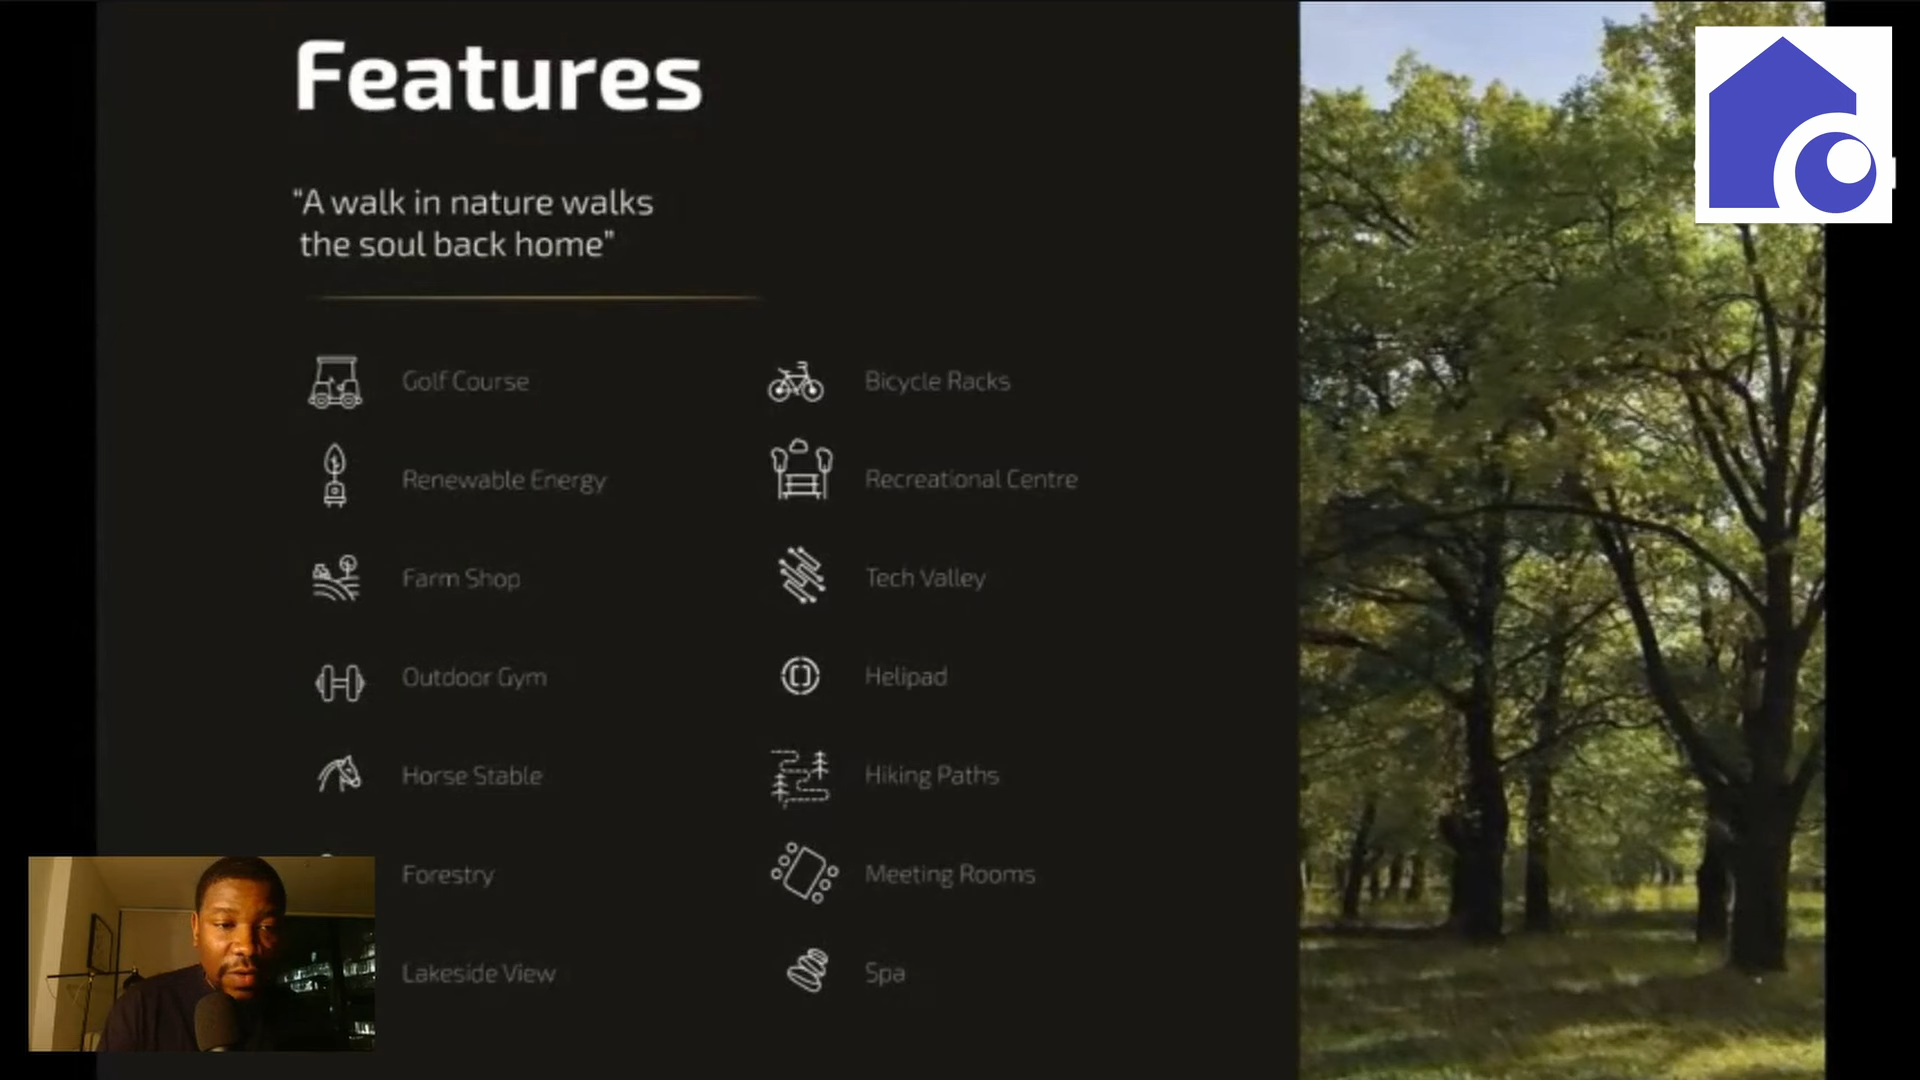 Features
“A walk in nature walks
the soul back home”
Golf Course
Bicycle Racks
Renewable Energy
Recreational Centre
Farm Shop
Tech Valley
Outdoor Gym
Helipad
Horse Stable
Hiking Paths
Forestry
Meeting Rooms
Lakeside View
Spa